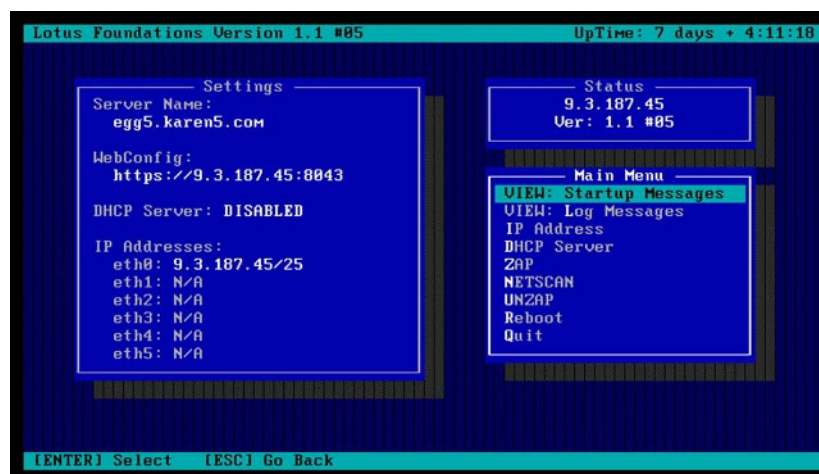 Lotus Foundations Version 1.1 #05 UpTime: 7 days + 4:11:18
Settings
Server Name:
egg5.karen5.com
WebConfig:
https://9.3.187.45:8043
DHCP Server: DISABLED
IP Addresses:
eth0: 9.3.187.45/25
eth1: N/A
eth2: N/A
eth3: N/A
eth4: N/A
eth5: N/A
Status
9.3.187.45
Ver: 1.1 #05
Main Menu
VIEW: Startup Messages
VIEW: Log Messages
IP Address
DHCP Server
ZAP
NETSCAN
UNZAP
Reboot
Quit
[ENTER] Select [ESC] Go Back